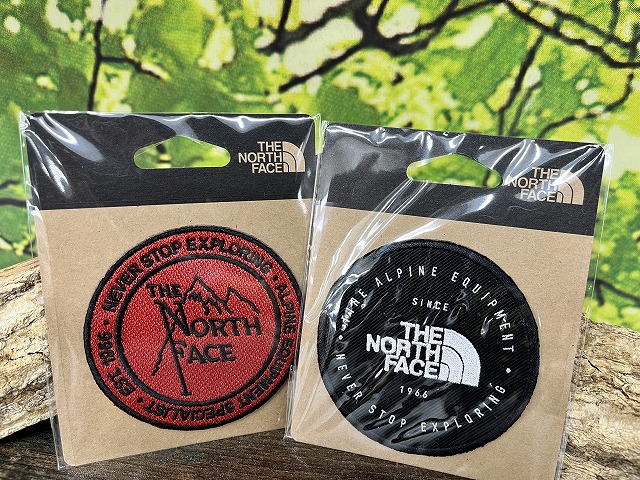 THE
NORTH
FACE
NEVER STOP EXPLORING • ALPINE EQUIPMENT SPECIALIST • EST. 1966 •
THE
NORTH
FACE
THE
NORTH
FACE
ALPINE EQUIPMENT
SINCE
THE
NORTH
FACE
1966
• NEVER STOP EXPLORING •